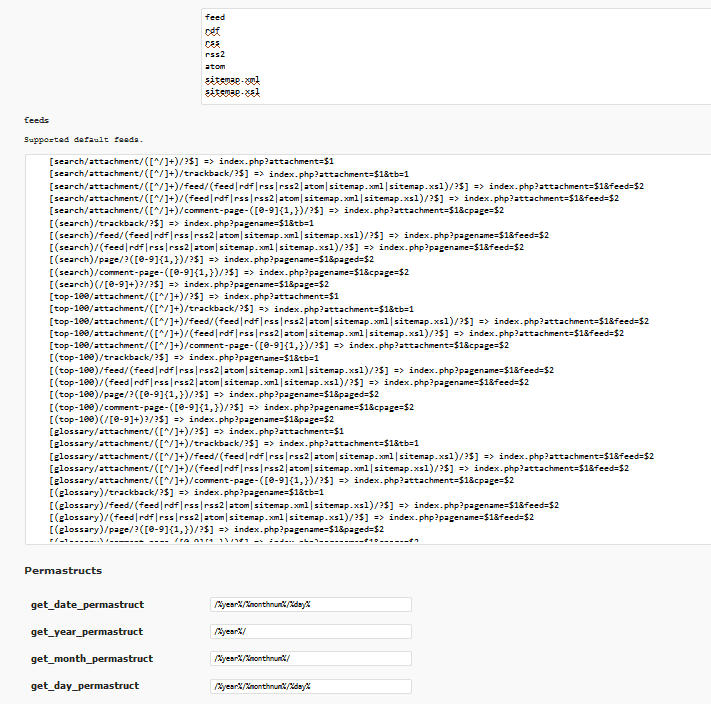 feed
rdf
rss
rss2
atom
sitemap.xml
sitemap.xsl
feeds
Supported default feeds.
[search/attachment/([^/]+)/?$] => index.php?attachment=$1
[search/attachment/([^/]+)/trackback/?$] => index.php?attachment=$1&tb=1
[search/attachment/([^/]+)/feed/(feed|rdf|rss|rss2|atom|sitemap.xml|sitemap.xsl)/?$] => index.php?attachment=$1&feed=$2
[search/attachment/([^/]+)/(feed|rdf|rss|rss2|atom|sitemap.xml|sitemap.xsl)/?$] => index.php?attachment=$1&feed=$2
[search/attachment/([^/]+)/comment-page-([0-9]{1,})/?$] => index.php?attachment=$1&cpage=$2
[(search)/trackback/?$] => index.php?pagename=$1&tb=1
[(search)/feed/(feed|rdf|rss|rss2|atom|sitemap.xml|sitemap.xsl)/?$] => index.php?pagename=$1&feed=$2
[(search)/(feed|rdf|rss|rss2|atom|sitemap.xml|sitemap.xsl)/?$] => index.php?pagename=$1&feed=$2
[(search)/page/?([0-9]{1,})/?$] => index.php?pagename=$1&paged=$2
[(search)/comment-page-([0-9]{1,})/?$] => index.php?pagename=$1&cpage=$2
[(search)(/[0-9]+)?/?$] => index.php?pagename=$1&page=$2
[top-100/attachment/([^/]+)/?$] => index.php?attachment=$1
[top-100/attachment/([^/]+)/trackback/?$] => index.php?attachment=$1&tb=1
[top-100/attachment/([^/]+)/feed/(feed|rdf|rss|rss2|atom|sitemap.xml|sitemap.xsl)/?$] => index.php?attachment=$1&feed=$2
[top-100/attachment/([^/]+)/(feed|rdf|rss|rss2|atom|sitemap.xml|sitemap.xsl)/?$] => index.php?attachment=$1&feed=$2
[top-100/attachment/([^/]+)/comment-page-([0-9]{1,})/?$] => index.php?attachment=$1&cpage=$2
[(top-100)/trackback/?$] => index.php?pagename=$1&tb=1
[(top-100)/feed/(feed|rdf|rss|rss2|atom|sitemap.xml|sitemap.xsl)/?$] => index.php?pagename=$1&feed=$2
[(top-100)/(feed|rdf|rss|rss2|atom|sitemap.xml|sitemap.xsl)/?$] => index.php?pagename=$1&feed=$2
[(top-100)/page/?([0-9]{1,})/?$] => index.php?pagename=$1&paged=$2
[(top-100)/comment-page-([0-9]{1,})/?$] => index.php?pagename=$1&cpage=$2
[(top-100)(/[0-9]+)?/?$] => index.php?pagename=$1&page=$2
[glossary/attachment/([^/]+)/?$] => index.php?attachment=$1
[glossary/attachment/([^/]+)/trackback/?$] => index.php?attachment=$1&tb=1
[glossary/attachment/([^/]+)/feed/(feed|rdf|rss|rss2|atom|sitemap.xml|sitemap.xsl)/?$] => index.php?attachment=$1&feed=$2
[glossary/attachment/([^/]+)/(feed|rdf|rss|rss2|atom|sitemap.xml|sitemap.xsl)/?$] => index.php?attachment=$1&feed=$2
[glossary/attachment/([^/]+)/comment-page-([0-9]{1,})/?$] => index.php?attachment=$1&cpage=$2
[(glossary)/trackback/?$] => index.php?pagename=$1&tb=1
[(glossary)/feed/(feed|rdf|rss|rss2|atom|sitemap.xml|sitemap.xsl)/?$] => index.php?pagename=$1&feed=$2
[(glossary)/(feed|rdf|rss|rss2|atom|sitemap.xml|sitemap.xsl)/?$] => index.php?pagename=$1&feed=$2
[(glossary)/page/?([0-9]{1,})/?$] => index.php?pagename=$1&paged=$2
Permastructs
get_date_permastruct /%year%/%monthnum%/%day%
get_year_permastruct /%year%/
get_month_permastruct /%year%/%monthnum%/
get_day_permastruct /%year%/%monthnum%/%day%